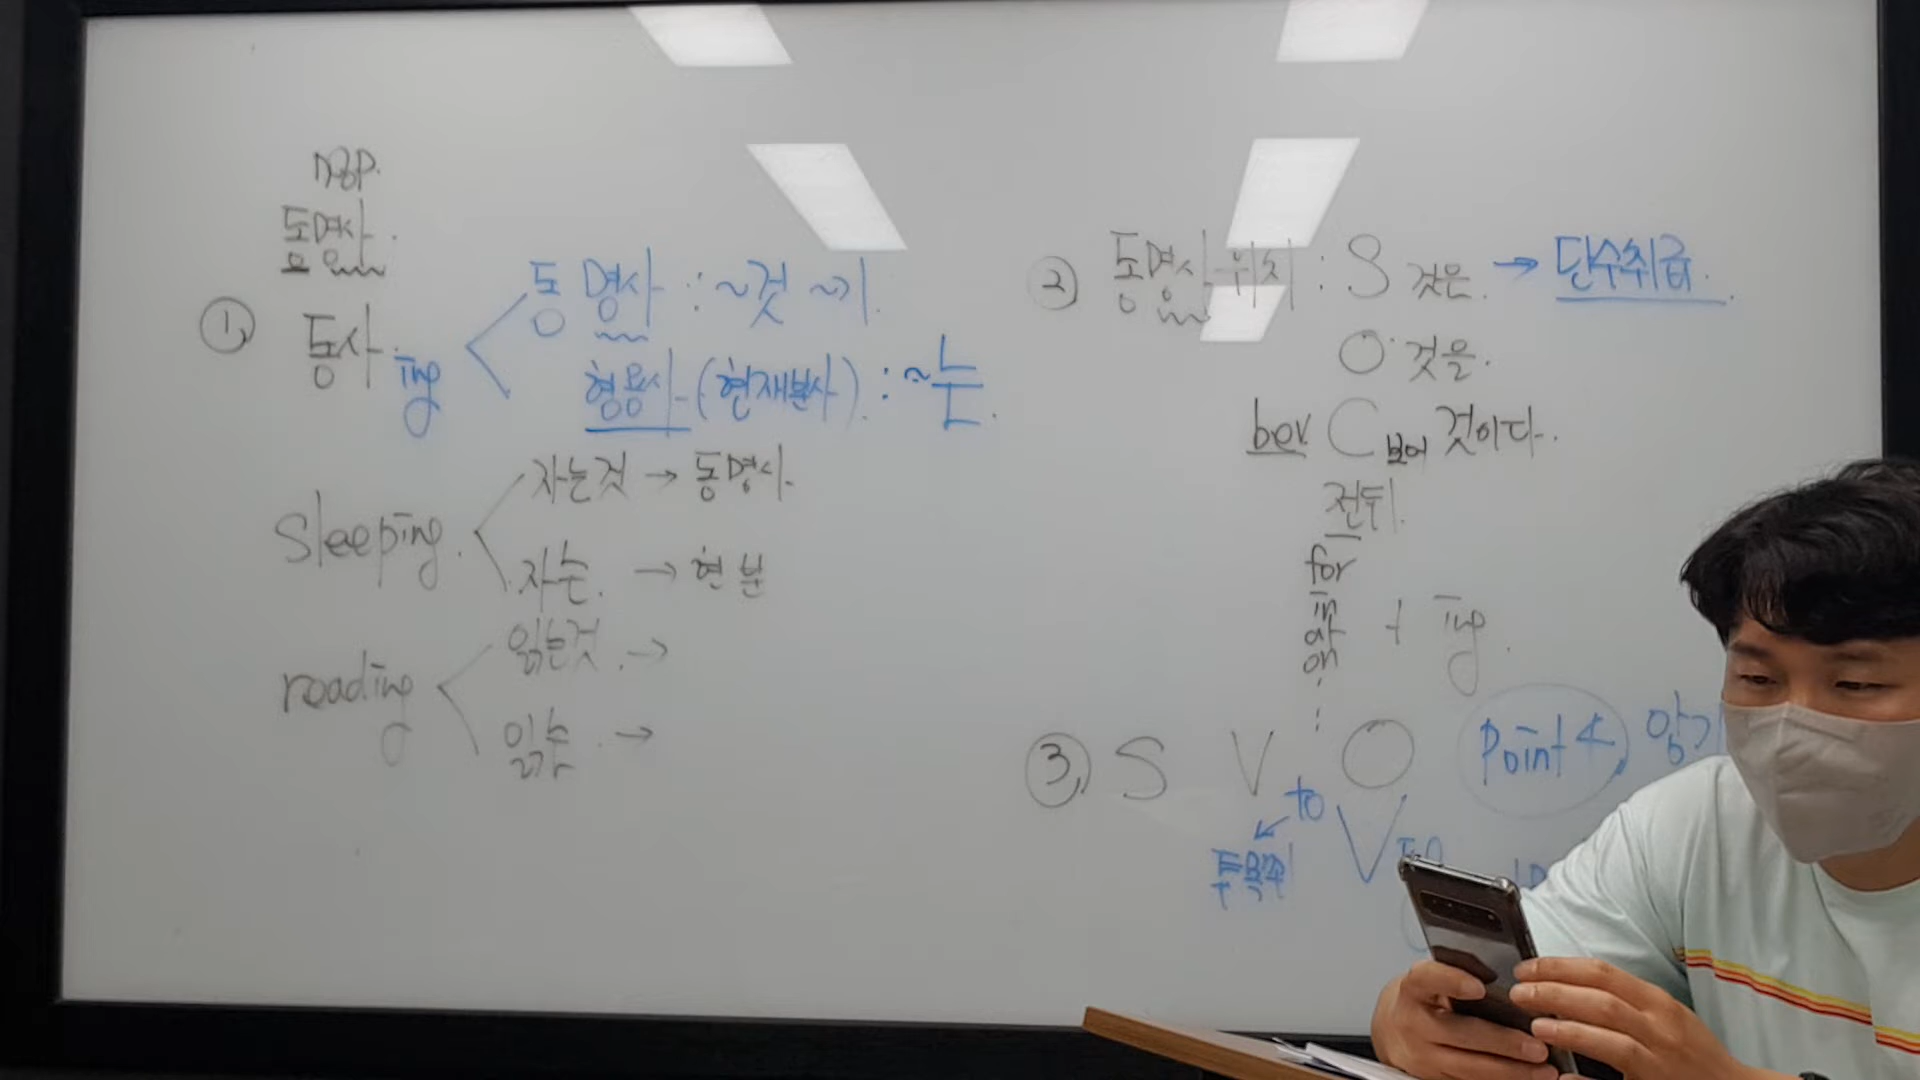 동명사.
① 동사 ing
동명사 : ~것 ~기.
형용사 (현재분사) : ~는.
sleeping.
자는것 → 동명사.
자는. → 현분
reading
읽는것. →
읽는. →
② 동명사 위치 : S 것은. → 단수취급.
O 것을.
be v. C 보어 것이다.
전뒤.
for
in
at
on
+ ing.
③ S V O
Point
to
V